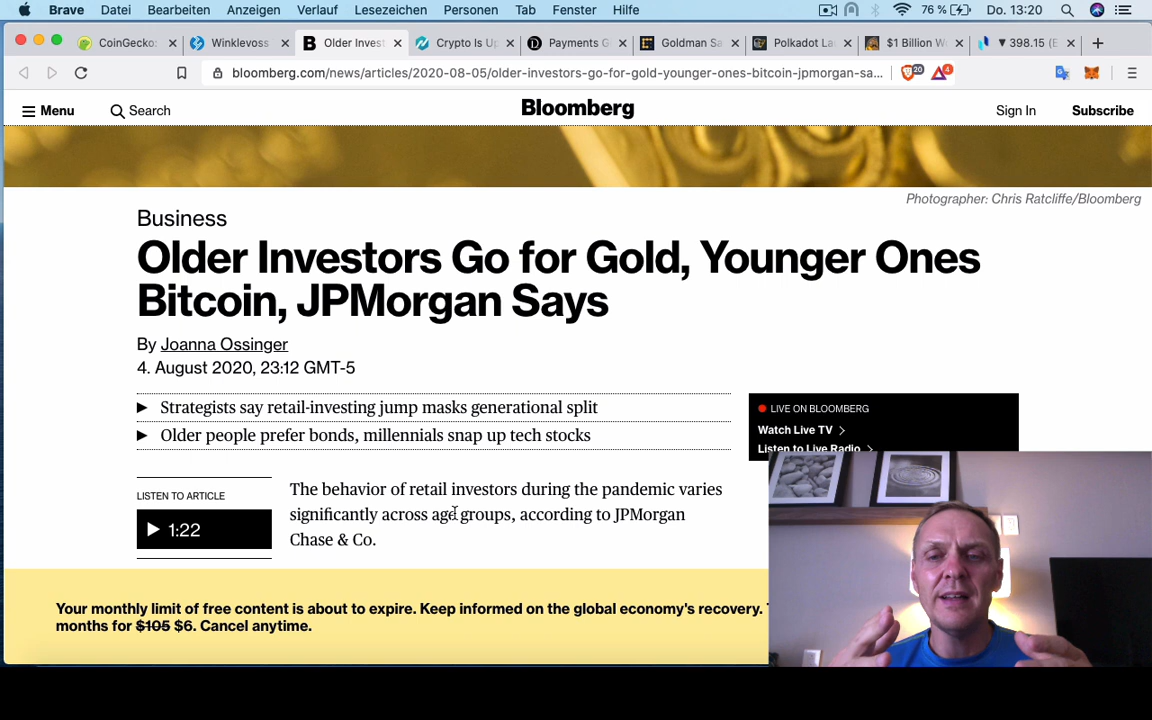 Brave Datei Bearbeiten Anzeigen Verlauf Lesezeichen Personen Tab Fenster Hilfe 76 % Do. 13:20
CoinGecko: Winklevoss Older Invest Crypto Is Up Payments G Goldman Sa Polkadot La $1 Billion W ▼ 398.15 (E
bloomberg.com/news/articles/2020-08-05/older-investors-go-for-gold-younger-ones-bitcoin-jpmorgan-sa... 20 4
Menu Search Bloomberg Sign In Subscribe
Photographer: Chris Ratcliffe/Bloomberg
Business
Older Investors Go for Gold, Younger Ones
Bitcoin, JPMorgan Says
By Joanna Ossinger
4. August 2020, 23:12 GMT-5
Strategists say retail-investing jump masks generational split
Older people prefer bonds, millennials snap up tech stocks
LIVE ON BLOOMBERG
Watch Live TV
Listen to Live Radio
LISTEN TO ARTICLE
1:22
The behavior of retail investors during the pandemic varies
significantly across age groups, according to JPMorgan
Chase & Co.
Your monthly limit of free content is about to expire. Keep informed on the global economy's recovery.
months for $105 $6. Cancel anytime.